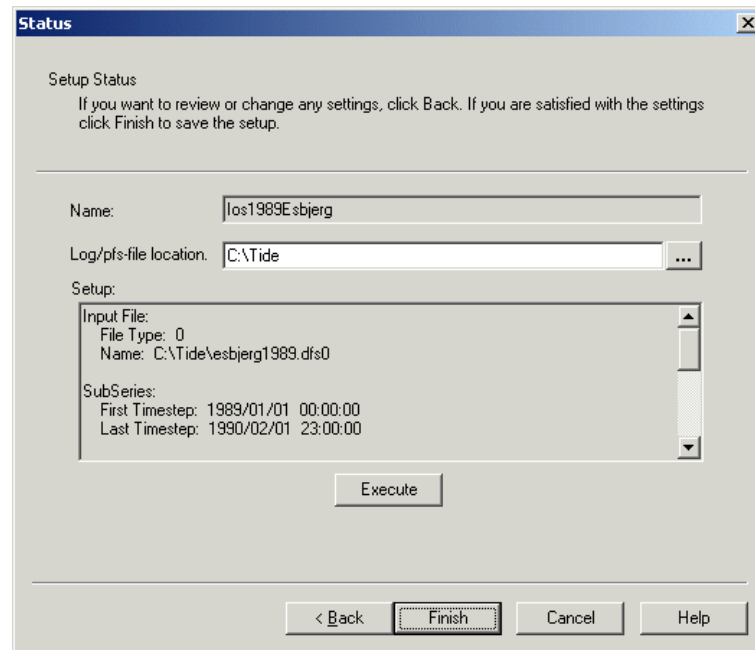 Status
Setup Status
If you want to review or change any settings, click Back. If you are satisfied with the settings
click Finish to save the setup.
Name: Ios1989Esbjerg
Log/pfs-file location. C:\Tide ...
Setup:
Input File:
File Type: 0
Name: C:\Tide\esbjerg1989.dfs0
SubSeries:
First Timestep: 1989/01/01 00:00:00
Last Timestep: 1990/02/01 23:00:00
Execute
< Back Finish Cancel Help